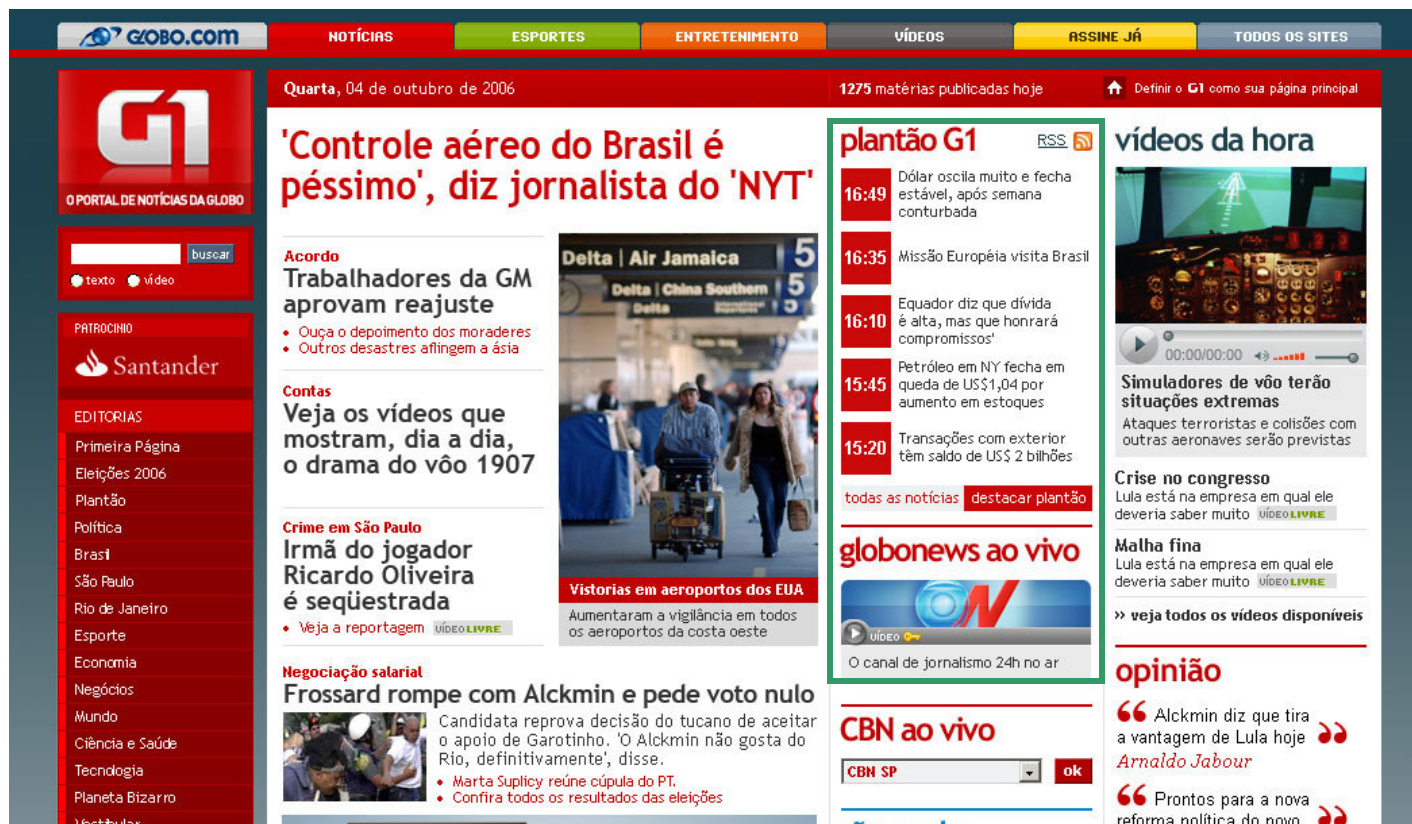 GLOBO.COM
NOTÍCIAS
ESPORTES
ENTRETENIMENTO
VÍDEOS
ASSINE JÁ
TODOS OS SITES
G1
O PORTAL DE NOTÍCIAS DA GLOBO
buscar
texto vídeo
PATROCINIO
Santander
EDITORIAS
Primeira Página
Eleições 2006
Plantão
Política
Brasil
São Paulo
Rio de Janeiro
Esporte
Economia
Negócios
Mundo
Ciência e Saúde
Tecnologia
Planeta Bizarro
Vestibular
Quarta, 04 de outubro de 2006
1275 matérias publicadas hoje
Definir o G1 como sua página principal
'Controle aéreo do Brasil é
péssimo', diz jornalista do 'NYT'
Acordo
Trabalhadores da GM
aprovam reajuste
• Ouça o depoimento dos moraderes
• Outros desastres aflingem a ásia
Contas
Veja os vídeos que
mostram, dia a dia,
o drama do vôo 1907
Crime em São Paulo
Irmã do jogador
Ricardo Oliveira
é seqüestrada
• Veja a reportagem VÍDEO LIVRE
Delta | Air Jamaica 5
Delta | China Southern 5
Delta 5
Vistorias em aeroportos dos EUA
Aumentaram a vigilância em todos
os aeroportos da costa oeste
Negociação salarial
Frossard rompe com Alckmin e pede voto nulo
Candidata reprova decisão do tucano de aceitar
o apoio de Garotinho. 'O Alckmin não gosta do
Rio, definitivamente', disse.
• Marta Suplicy reúne cúpula do PT.
• Confira todos os resultados das eleições
plantão G1
RSS
16:49 Dólar oscila muito e fecha
estável, após semana
conturbada
16:35 Missão Européia visita Brasil
16:10 Equador diz que dívida
é alta, mas que honrará
compromissos'
15:45 Petróleo em NY fecha em
queda de US$1,04 por
aumento em estoques
15:20 Transações com exterior
têm saldo de US$ 2 bilhões
todas as notícias destacar plantão
globonews ao vivo
N
VÍDEO
O canal de jornalismo 24h no ar
CBN ao vivo
CBN SP ok
vídeos da hora
00:00/00:00
Simuladores de vôo terão
situações extremas
Ataques terroristas e colisões com
outras aeronaves serão previstas
Crise no congresso
Lula está na empresa em qual ele
deveria saber muito VÍDEO LIVRE
Malha fina
Lula está na empresa em qual ele
deveria saber muito VÍDEO LIVRE
» veja todos os vídeos disponíveis
opinião
“ Alckmin diz que tira
a vantagem de Lula hoje ”
Arnaldo Jabour
“ Prontos para a nova
reforma política do novo ”